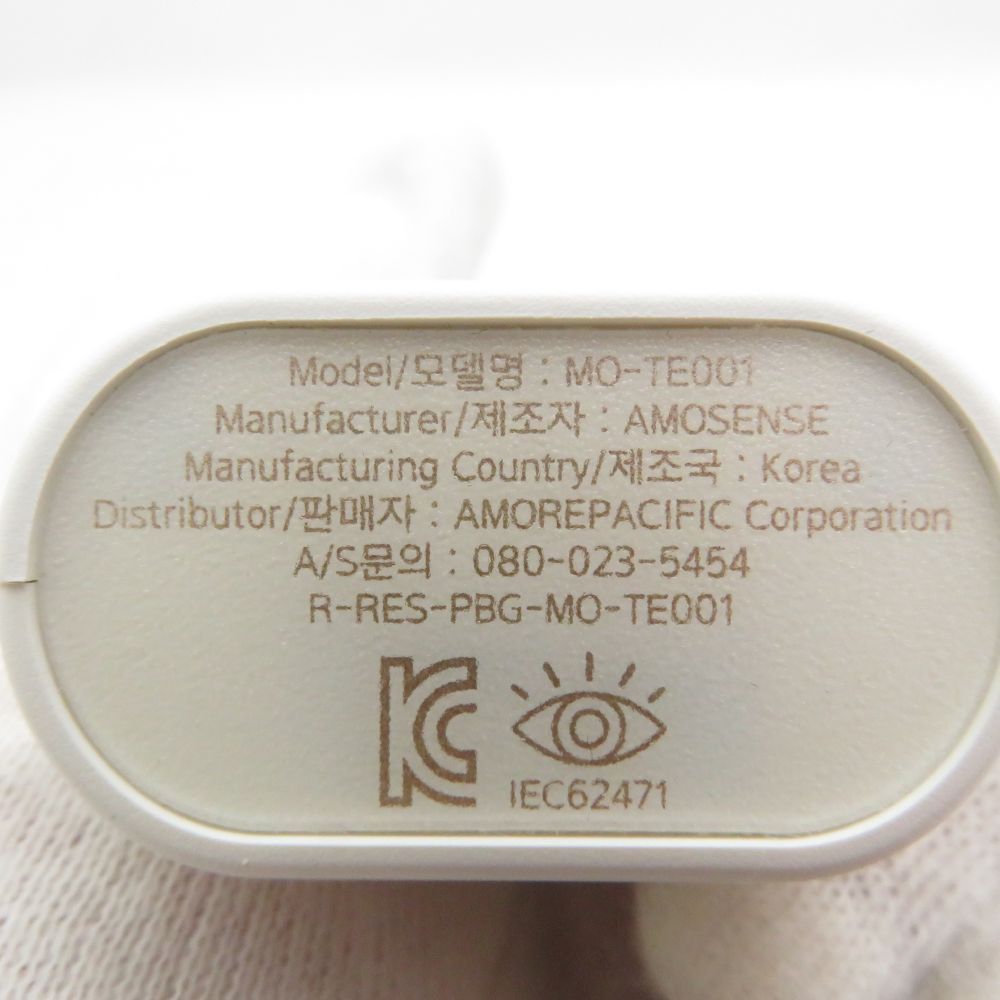 Model/모델명 : MO-TE001
Manufacturer/제조자 : AMOSENSE
Manufacturing Country/제조국 : Korea
Distributor/판매자 : AMOREPACIFIC Corporation
A/S문의 : 080-023-5454
R-RES-PBG-MO-TE001
KC
IEC62471